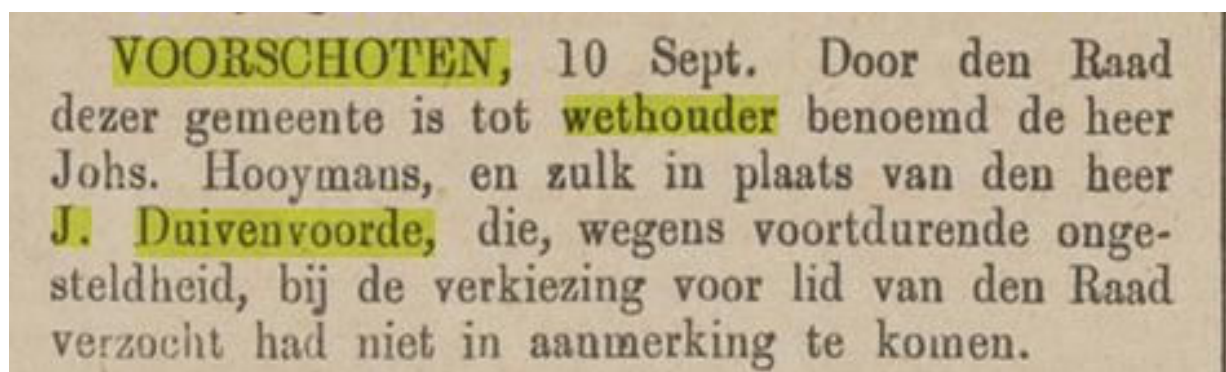 VOORSCHOTEN, 10 Sept. Door den Raad
dezer gemeente is tot wethouder benoemd de heer
Johs. Hooymans, en zulk in plaats van den heer
J. Duivenvoorde, die, wegens voortdurende onge-
steldheid, bij de verkiezing voor lid van den Raad
verzocht had niet in aanmerking te komen.